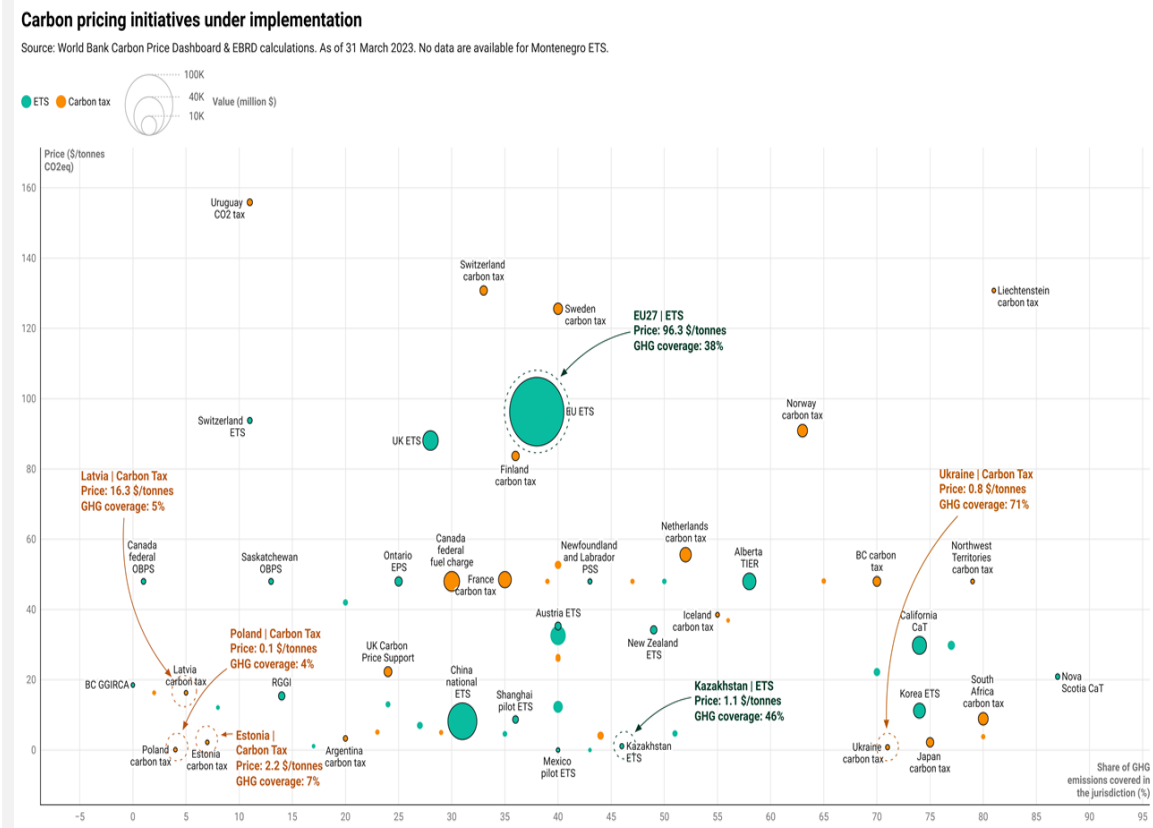 Carbon pricing initiatives under implementation
Source: World Bank Carbon Price Dashboard & EBRD calculations. As of 31 March 2023. No data are available for Montenegro ETS.
100K
40K
10K
ETS
Carbon tax
Value (million $)
Price ($/tonnes
CO2eq)
160
140
120
100
80
60
40
20
0
Uruguay
CO2 tax
Switzerland
carbon tax
Sweden
carbon tax
Liechtenstein
carbon tax
EU27 | ETS
Price: 96.3 $/tonnes
GHG coverage: 38%
Switzerland
ETS
UK ETS
EU ETS
Norway
carbon tax
Finland
carbon tax
Latvia | Carbon Tax
Price: 16.3 $/tonnes
GHG coverage: 5%
Ukraine | Carbon Tax
Price: 0.8 $/tonnes
GHG coverage: 71%
Canada
federal
OBPS
Saskatchewan
OBPS
Ontario
EPS
Canada
federal
fuel charge
France
carbon tax
Newfoundland
and Labrador
PSS
Netherlands
carbon tax
Alberta
TIER
BC carbon
tax
Northwest
Territories
carbon tax
Austria ETS
New Zealand
ETS
Iceland
carbon tax
California
CaT
Poland | Carbon Tax
Price: 0.1 $/tonnes
GHG coverage: 4%
UK Carbon
Price Support
BC GGIRCA
Latvia
carbon tax
RGGI
China
national
ETS
Shanghai
pilot ETS
Kazakhstan | ETS
Price: 1.1 $/tonnes
GHG coverage: 46%
Korea ETS
South
Africa
carbon tax
Nova
Scotia CaT
Poland
carbon tax
Estonia
carbon tax
Estonia |
Carbon Tax
Price: 2.2 $/tonnes
GHG coverage: 7%
Argentina
carbon tax
Mexico
pilot ETS
Kazakhstan
ETS
Ukraine
carbon tax
Japan
carbon tax
Share of GHG
emissions covered in
the jurisdiction (%)
−5
0
5
10
15
20
25
30
35
40
45
50
55
60
65
70
75
80
85
90
95